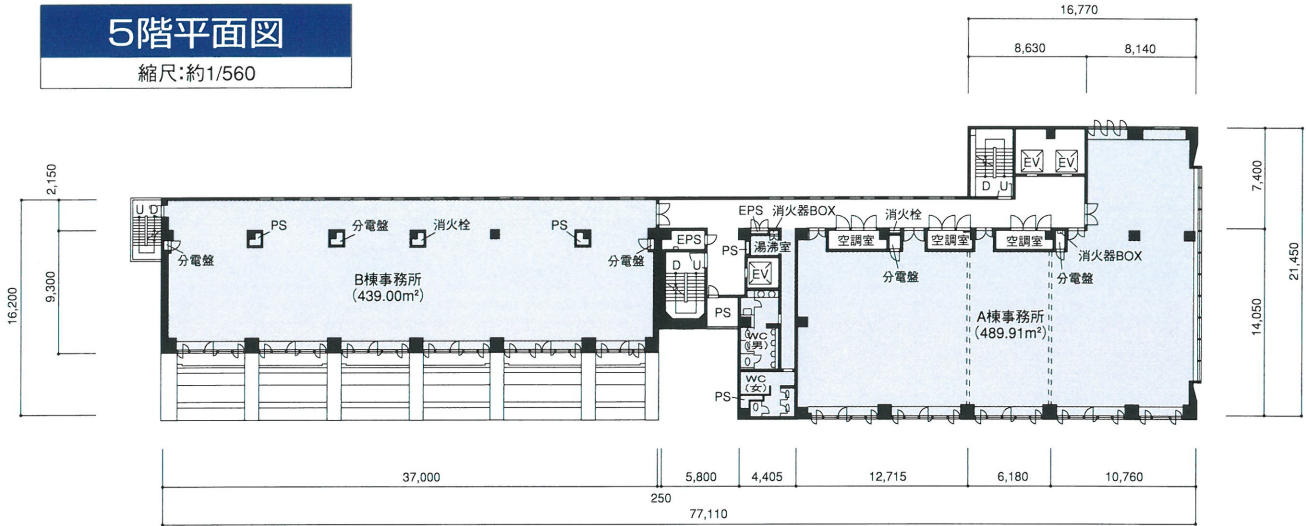 5階平面図
縮尺:約1/560
16,770
8,630
8,140
EV
EV
D
U
2,150
9,300
16,200
7,400
14,050
21,450
U
D
分電盤
PS
分電盤
消火栓
PS
分電盤
B棟事務所
(439.00m²)
EPS
D
U
EPS
消火器BOX
PS
湯沸室
EV
PS
WC
(男)
WC
(女)
PS
空調室
消火栓
空調室
空調室
消火器BOX
分電盤
分電盤
A棟事務所
(489.91m²)
37,000
5,800
4,405
12,715
6,180
10,760
250
77,110